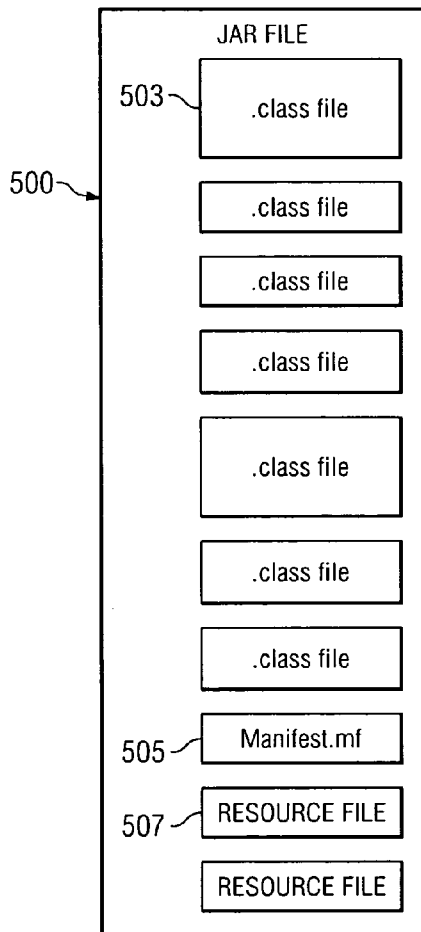 JAR FILE
503
.class file
500
.class file
.class file
.class file
.class file
.class file
.class file
505
Manifest.mf
507
RESOURCE FILE
RESOURCE FILE